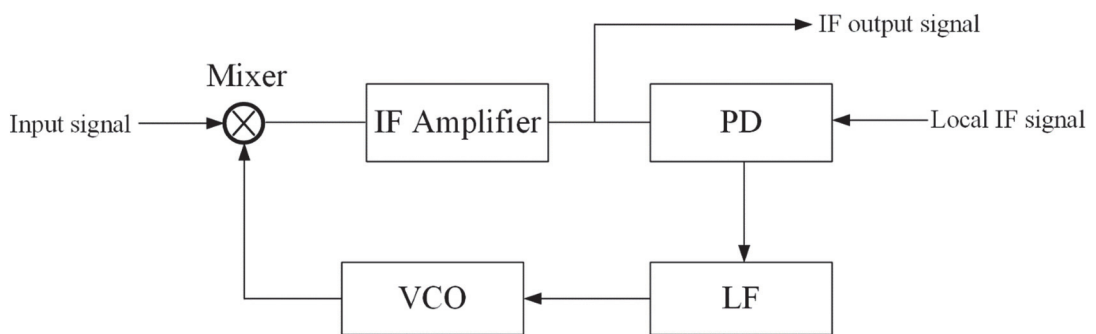 IF output signal
Mixer
Input signal
IF Amplifier
PD
Local IF signal
VCO
LF